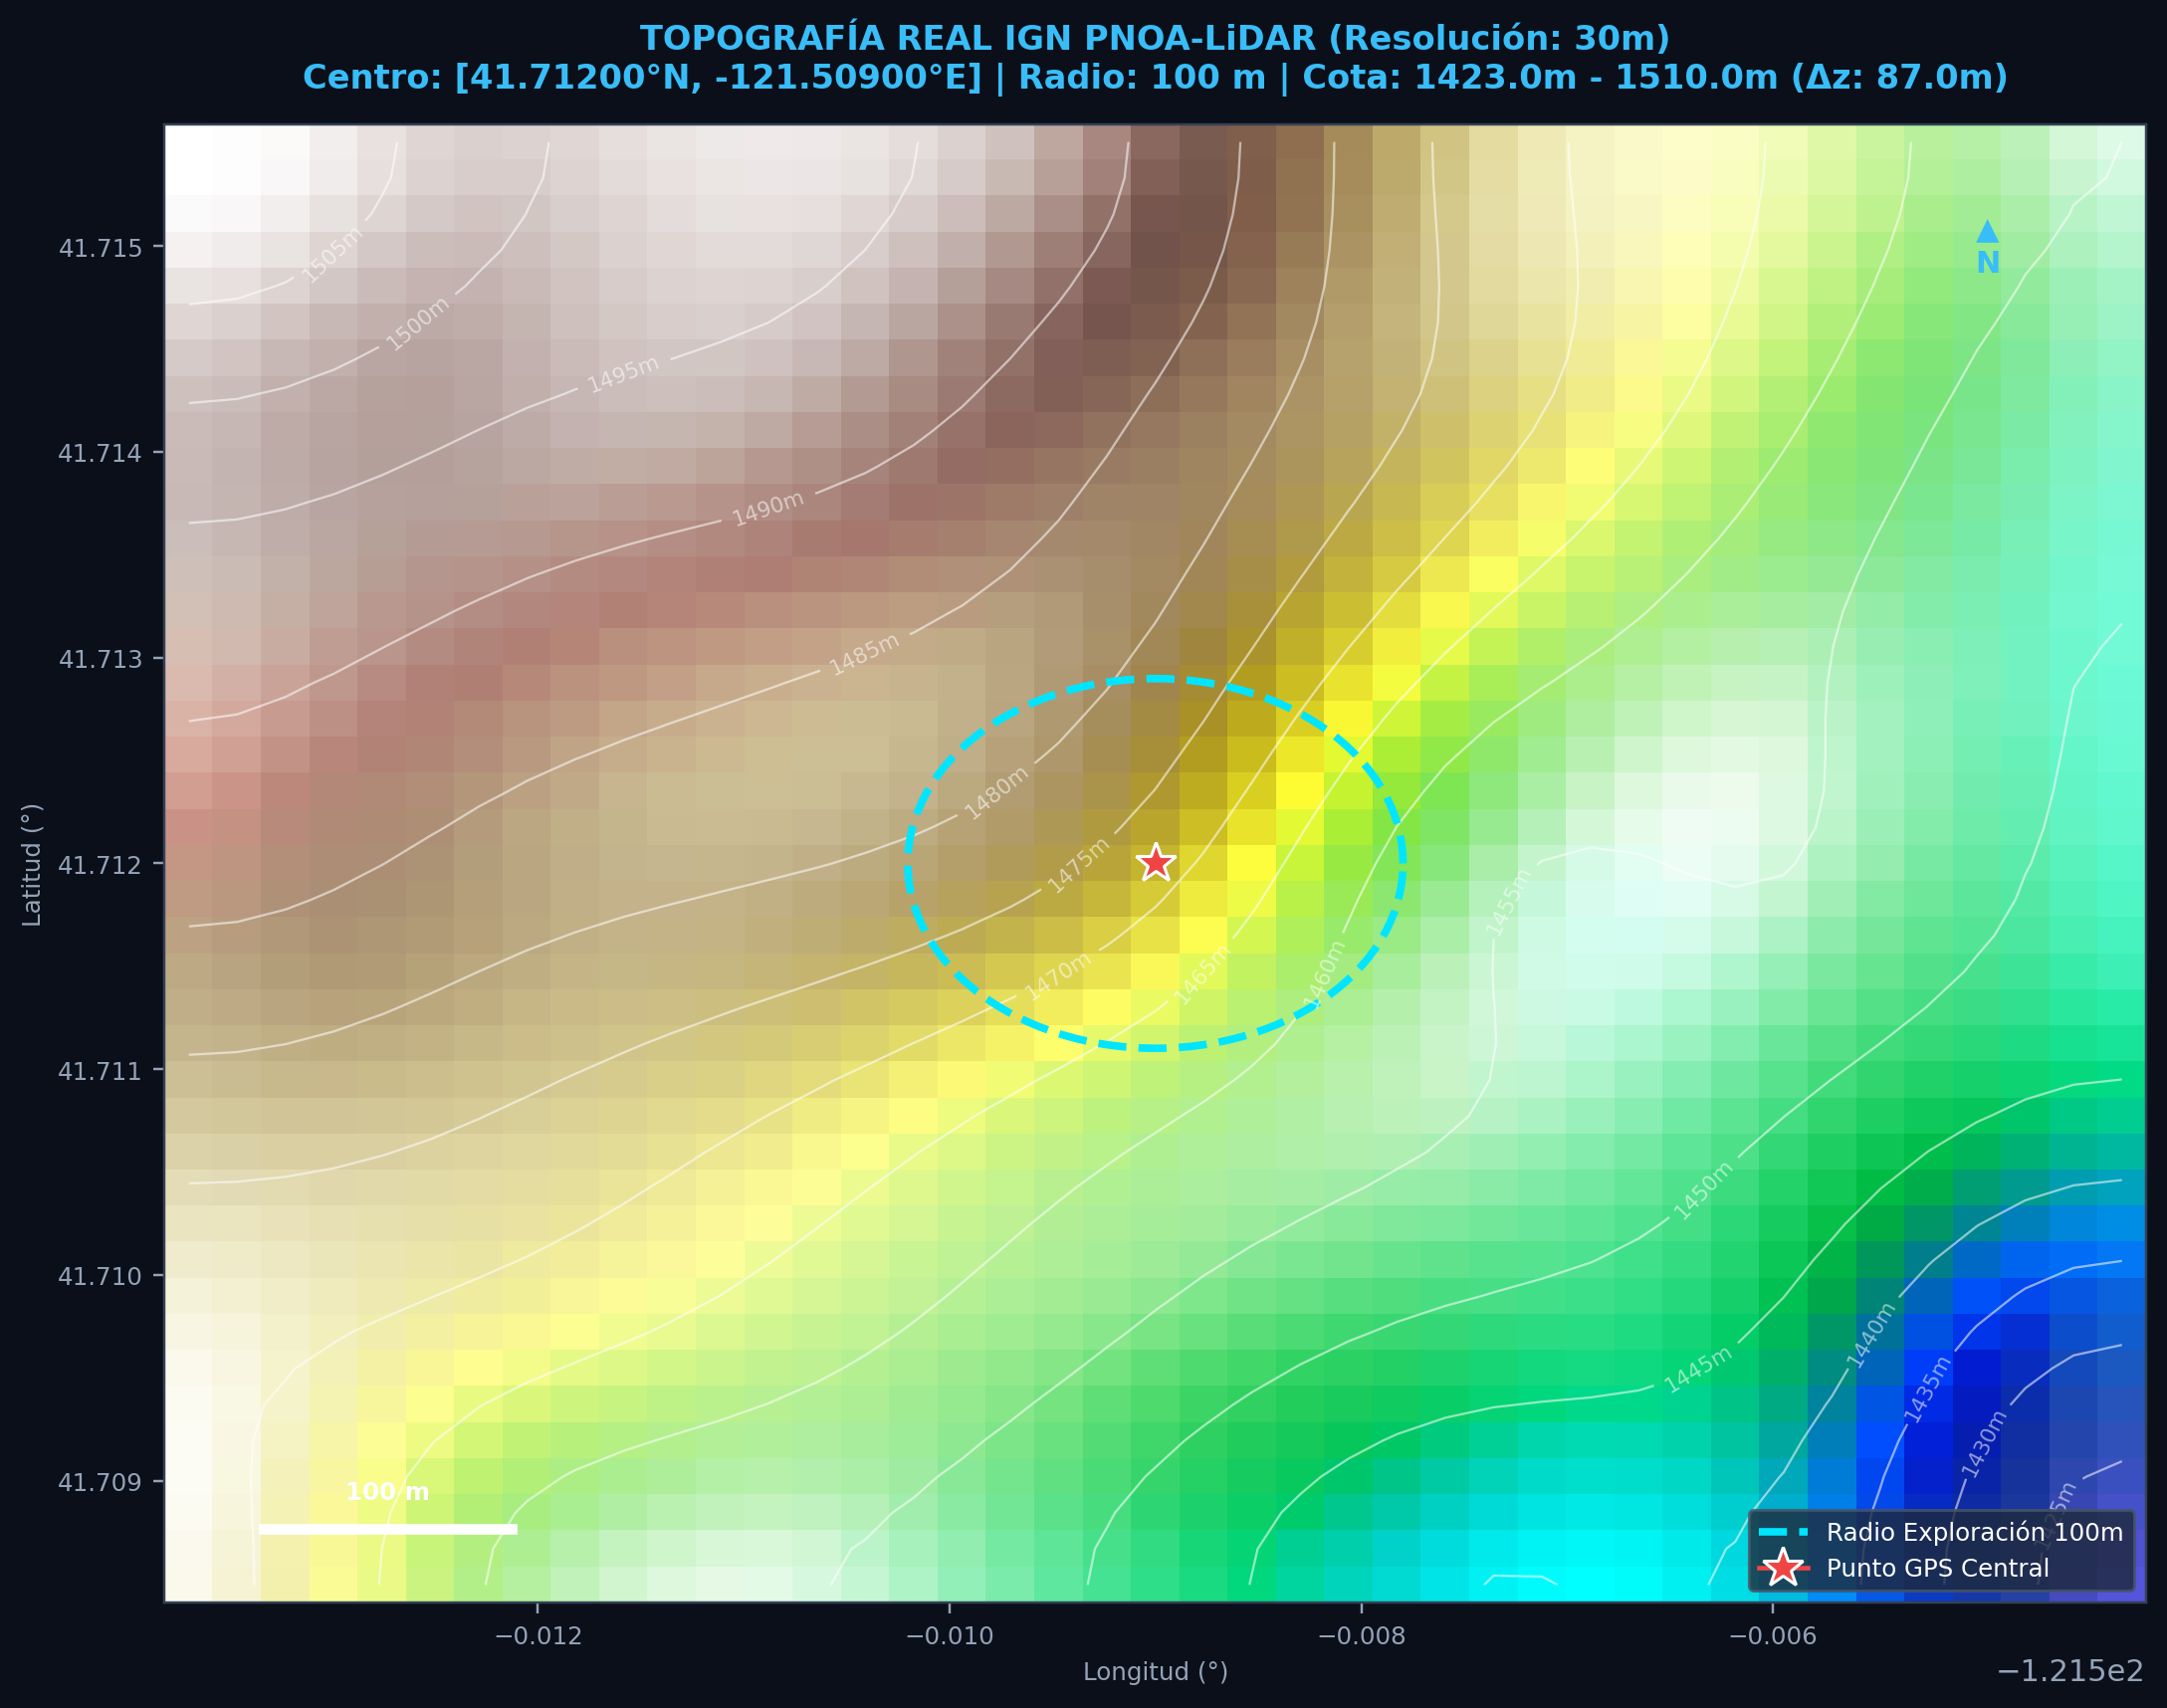 TOPOGRAFÍA REAL IGN PNOA-LiDAR (Resolución: 30m)
Centro: [41.71200°N, -121.50900°E] | Radio: 100 m | Cota: 1423.0m - 1510.0m (Δz: 87.0m)
41.715
41.714
41.713
41.712
41.711
41.710
41.709
Latitud (°)
N
1505m
1500m
1495m
1490m
1485m
1480m
1475m
1470m
1465m
1460m
1455m
1450m
1445m
1440m
1435m
1430m
1425m
100 m
Radio Exploración 100m
Punto GPS Central
−0.012
−0.010
−0.008
−0.006
Longitud (°)
−1.215e2